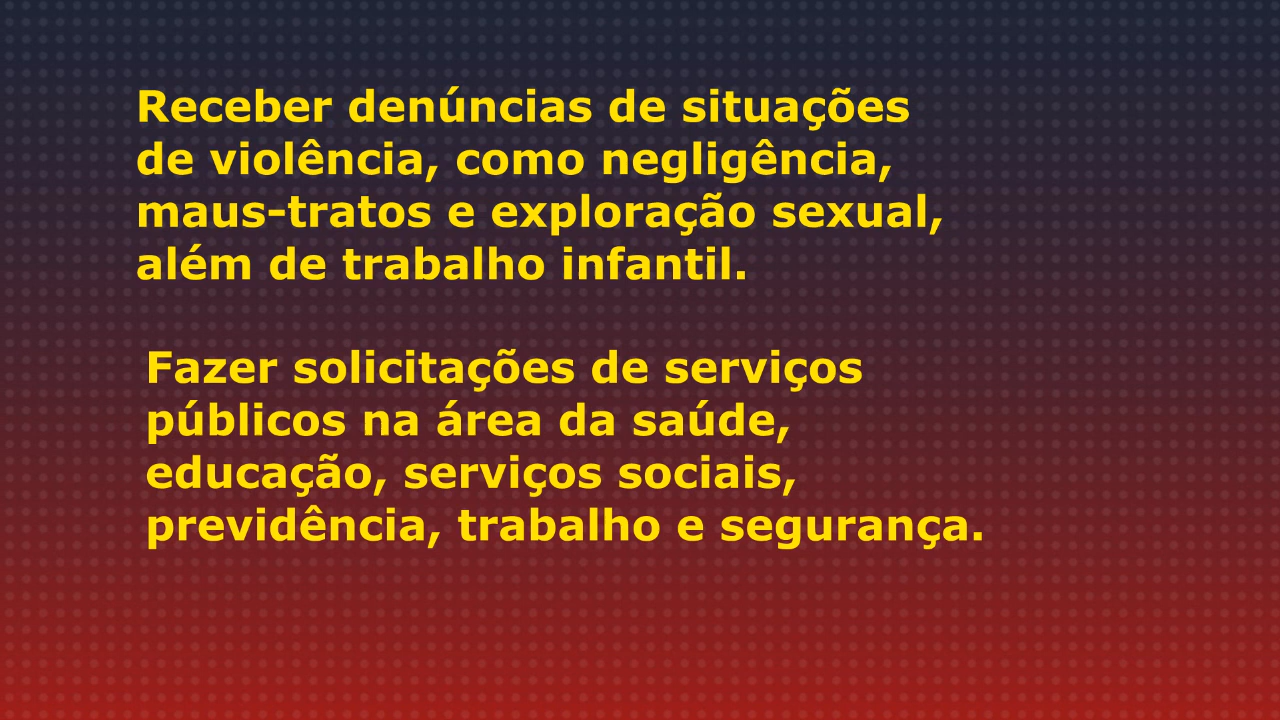 Receber denúncias de situações
de violência, como negligência,
maus-tratos e exploração sexual,
além de trabalho infantil.
Fazer solicitações de serviços
públicos na área da saúde,
educação, serviços sociais,
previdência, trabalho e segurança.